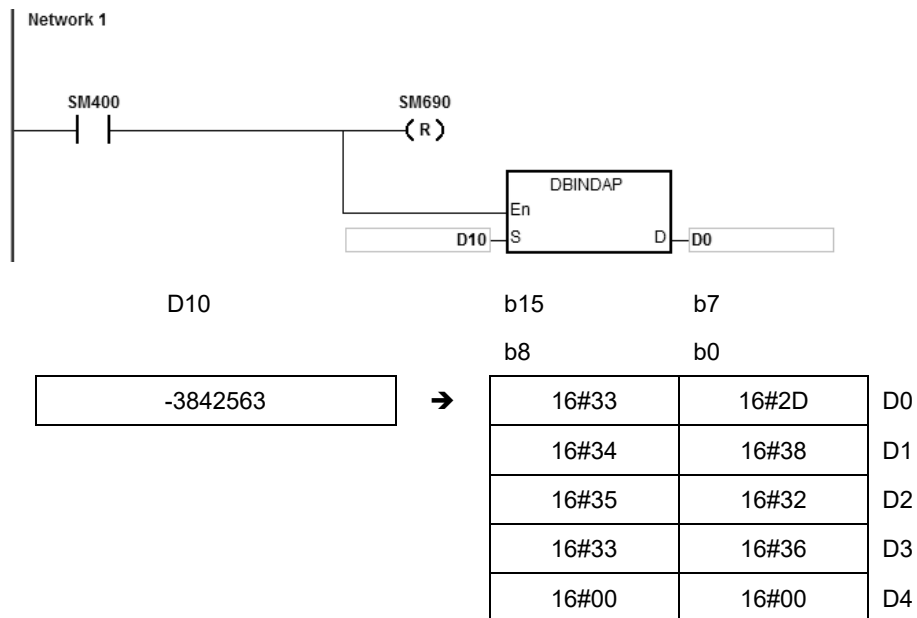 Network 1
SM400 SM690
R
DBINDAP
En
D10 S D D0
D10 b15 b7
b8 b0
-3842563 ➔ 16#33 16#2D D0
16#34 16#38 D1
16#35 16#32 D2
16#33 16#36 D3
16#00 16#00 D4